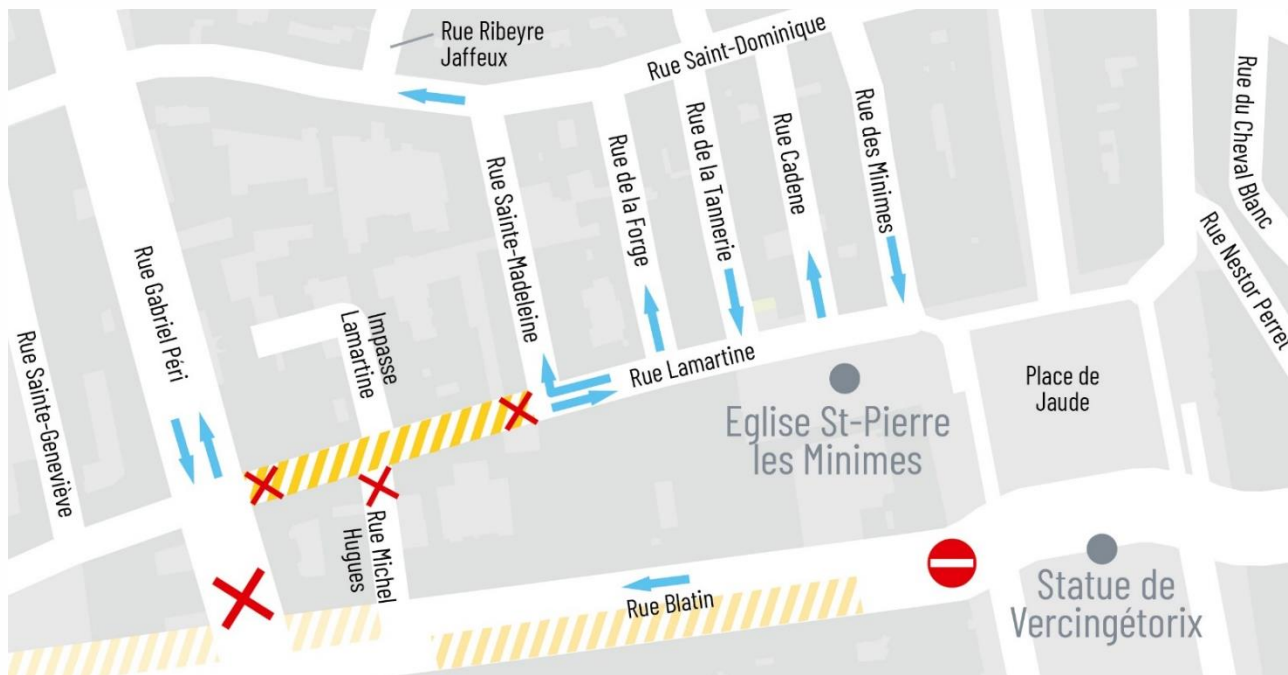 Rue Ribeyre
Jaffeux
Rue Saint-Dominique
Rue du Cheval Blanc
Rue Nestor Perret
Rue des Minimes
Rue Cadene
Rue de la Tannerie
Rue de la Forge
Rue Sainte-Madeleine
Rue Gabriel Péri
Rue Sainte-Geneviève
Impasse
Lamartine
Rue Lamartine
Place de
Jaude
Eglise St-Pierre
les Minimes
Rue Michel
Hugues
Rue Blatin
Statue de
Vercingétorix